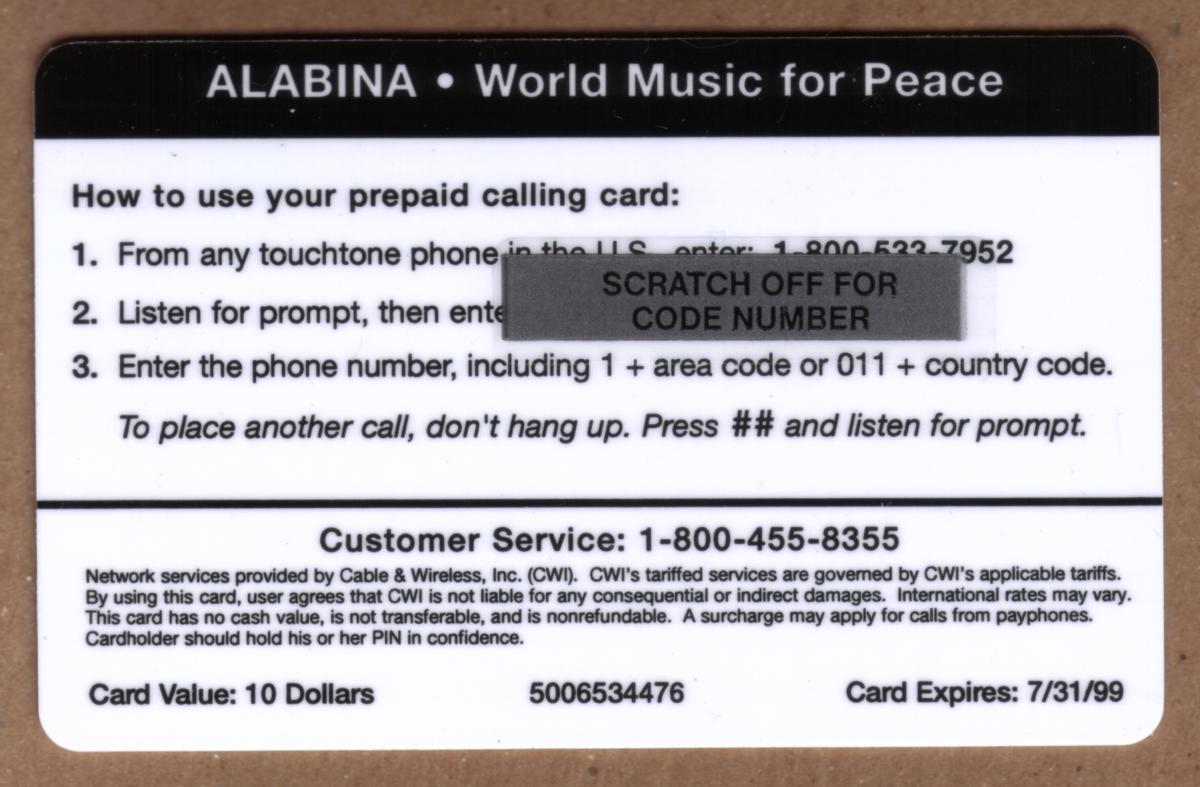 ALABINA • World Music for Peace
How to use your prepaid calling card:
1. From any touchtone phone in the U.S., enter: 1-800-533-7952
2. Listen for prompt, then ente
SCRATCH OFF FOR
CODE NUMBER
3. Enter the phone number, including 1 + area code or 011 + country code.
To place another call, don't hang up. Press ## and listen for prompt.
Customer Service: 1-800-455-8355
Network services provided by Cable & Wireless, Inc. (CWI). CWI's tariffed services are governed by CWI's applicable tariffs.
By using this card, user agrees that CWI is not liable for any consequential or indirect damages. International rates may vary.
This card has no cash value, is not transferable, and is nonrefundable. A surcharge may apply for calls from payphones.
Cardholder should hold his or her PIN in confidence.
Card Value: 10 Dollars 5006534476 Card Expires: 7/31/99